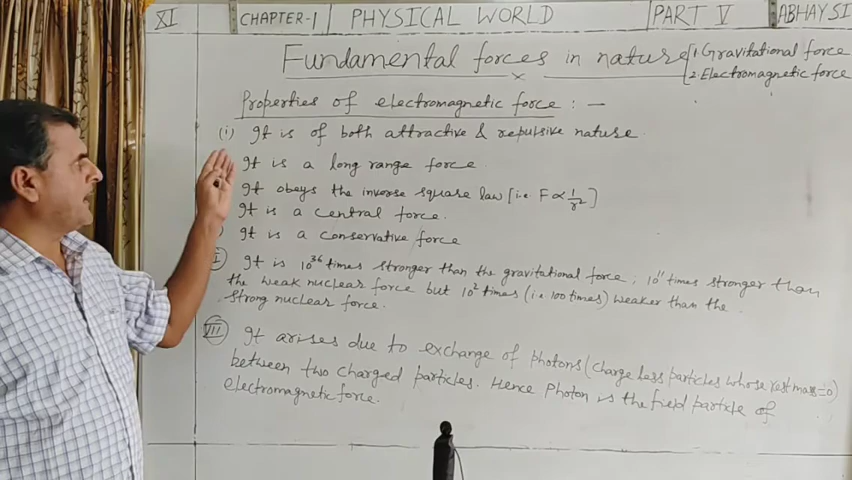 XI CHAPTER-1 PHYSICAL WORLD PART V ABHAY SI
Fundamental forces in nature
1. Gravitational force
2. Electromagnetic force
Properties of electromagnetic force : —
(i) It is of both attractive & repulsive nature.
It is a long range force.
It obeys the inverse square law [i.e. F ∝ 1/r²]
It is a central force.
It is a conservative force
It is 10³⁶ times stronger than the gravitational force, 10¹¹ times stronger than
the weak nuclear force but 10² times (i.e. 100 times) weaker than the
strong nuclear force.
VII It arises due to exchange of photons (charge less particles whose rest mass = 0)
between two charged particles. Hence Photon is the field particle of
electromagnetic force.